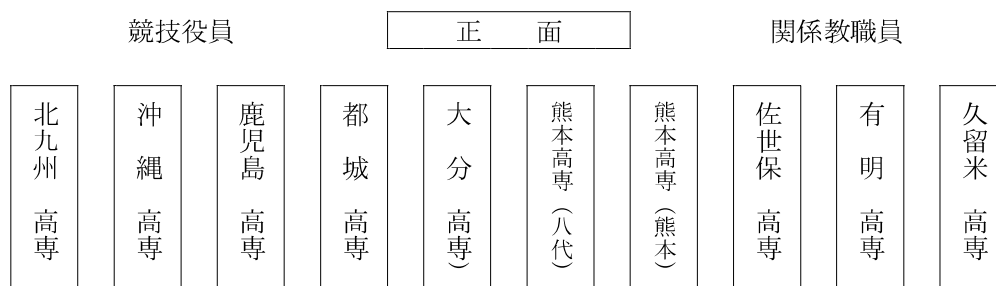 競技役員
正　面
関係教職員
北九州　高専
沖　縄　高専
鹿児島　高専
都　城　高専
大　分　高専）
熊本高専（八代）
熊本高専（熊本）
佐世保　高専
有　明　高専
久留米　高専